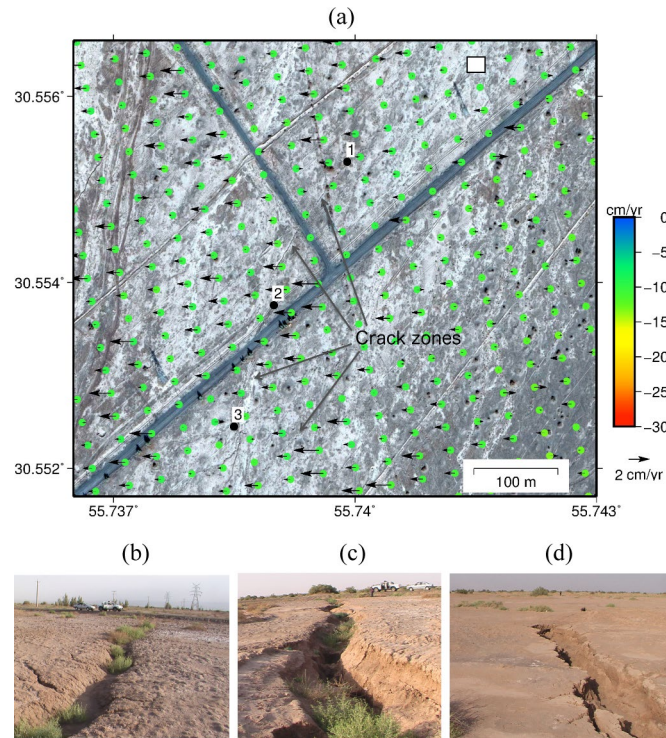 (a)
30.556°
30.554°
30.552°
1
2
3
Crack zones
100 m
55.737°
55.74°
55.743°
cm/yr
0
−5
−10
−15
−20
−25
−30
2 cm/yr
(b)
(c)
(d)